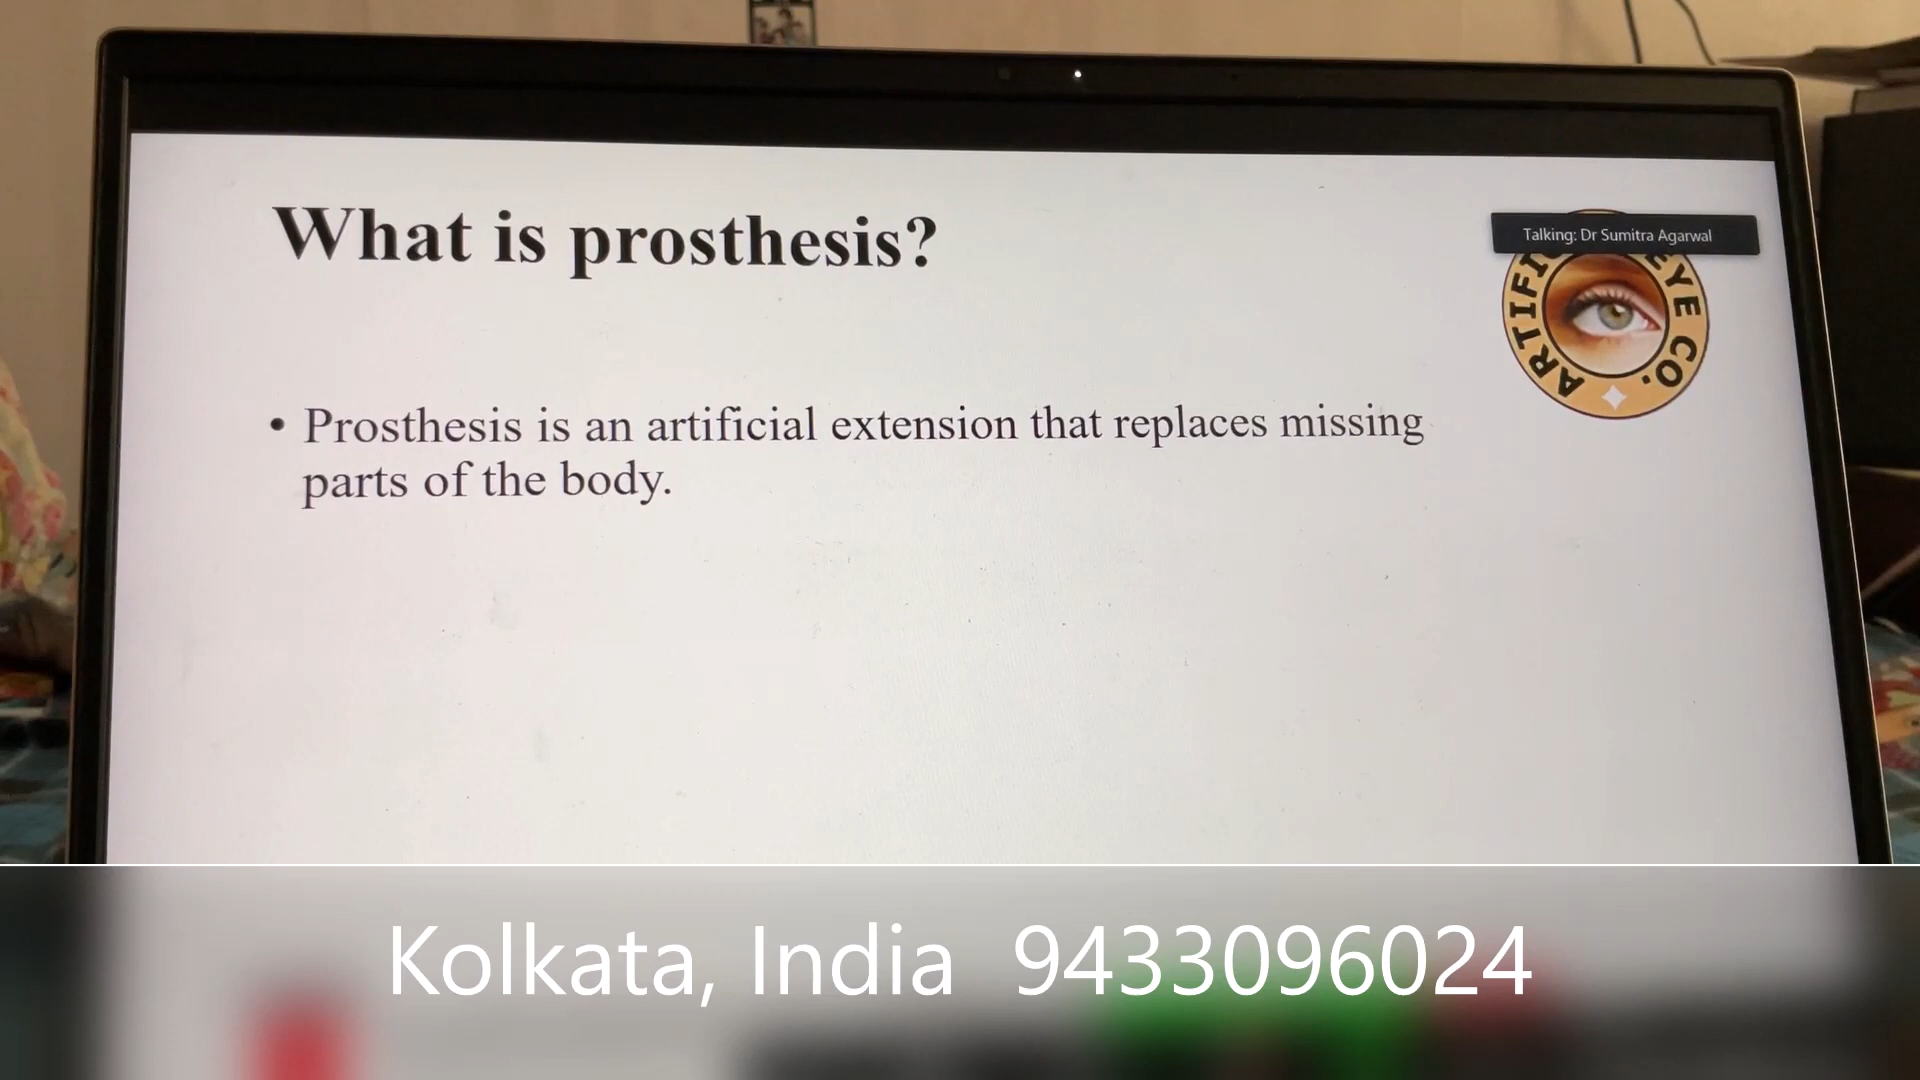 What is prosthesis?
Talking: Dr Sumitra Agarwal
EYE CO.
• Prosthesis is an artificial extension that replaces missing
parts of the body.
Kolkata, India 9433096024